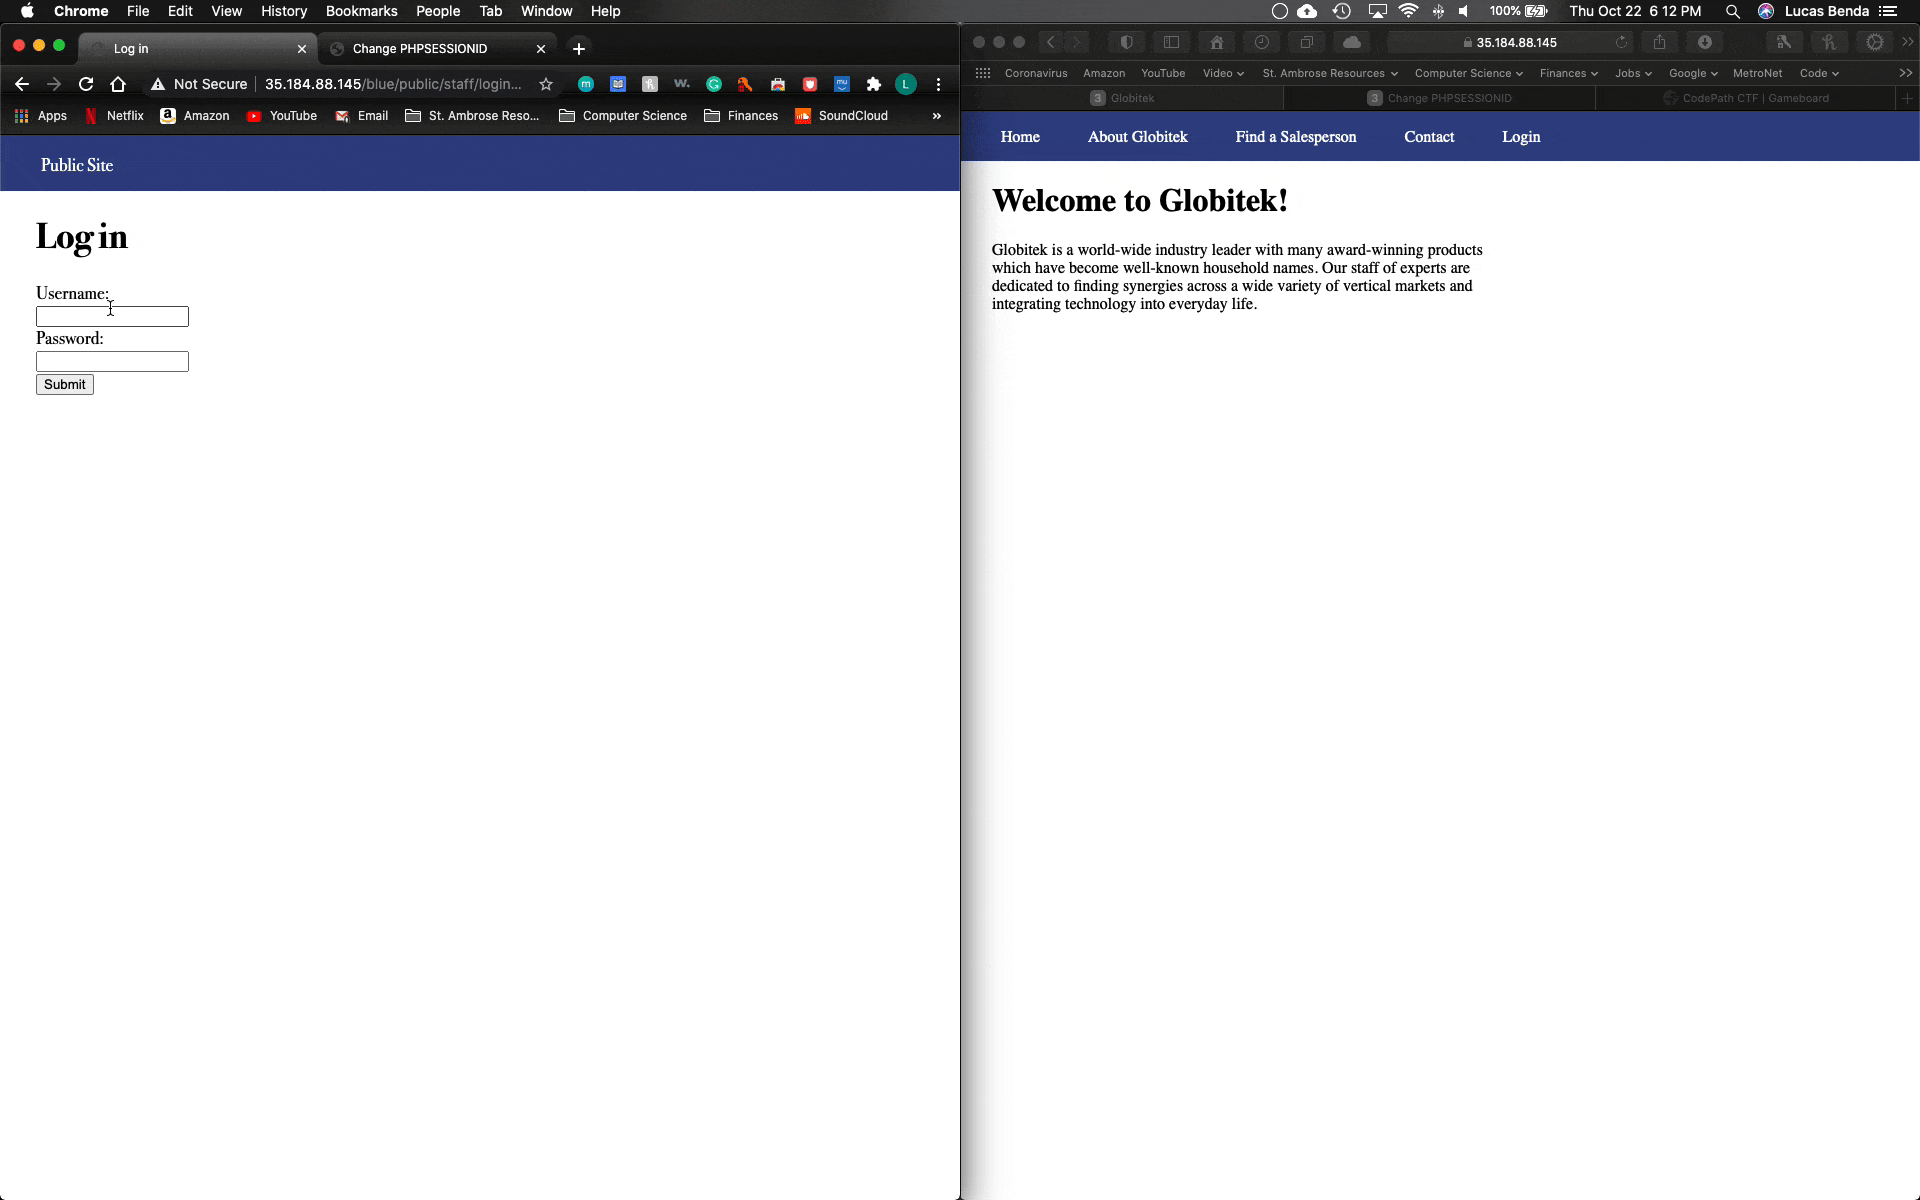 Chrome File Edit View History Bookmarks People Tab Window Help 100% Thu Oct 22 6 12 PM Lucas Benda
Log in Change PHPSESSIONID
Not Secure 35.184.88.145/blue/public/staff/login... m w. mu L
Apps Netflix Amazon YouTube Email St. Ambrose Reso... Computer Science Finances SoundCloud »
Public Site
Log in
Username:
Password:
Submit
35.184.88.145
Coronavirus Amazon YouTube Video St. Ambrose Resources Computer Science Finances Jobs Google MetroNet Code
3 Globitek 3 Change PHPSESSIONID CodePath CTF | Gameboard
Home About Globitek Find a Salesperson Contact Login
Welcome to Globitek!
Globitek is a world-wide industry leader with many award-winning products
which have become well-known household names. Our staff of experts are
dedicated to finding synergies across a wide variety of vertical markets and
integrating technology into everyday life.